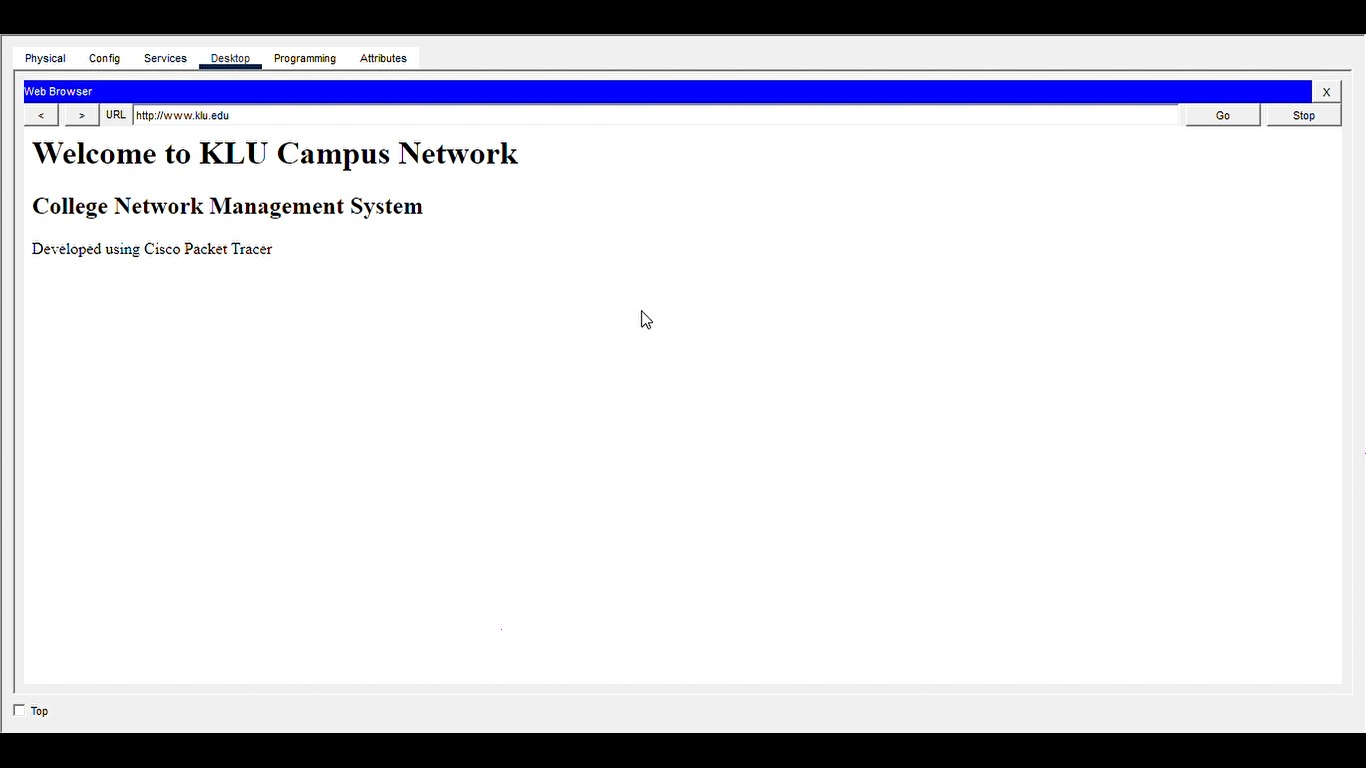 Physical Config Services Desktop Programming Attributes
Web Browser X
< > URL http://www.klu.edu Go Stop
Welcome to KLU Campus Network
College Network Management System
Developed using Cisco Packet Tracer
Top